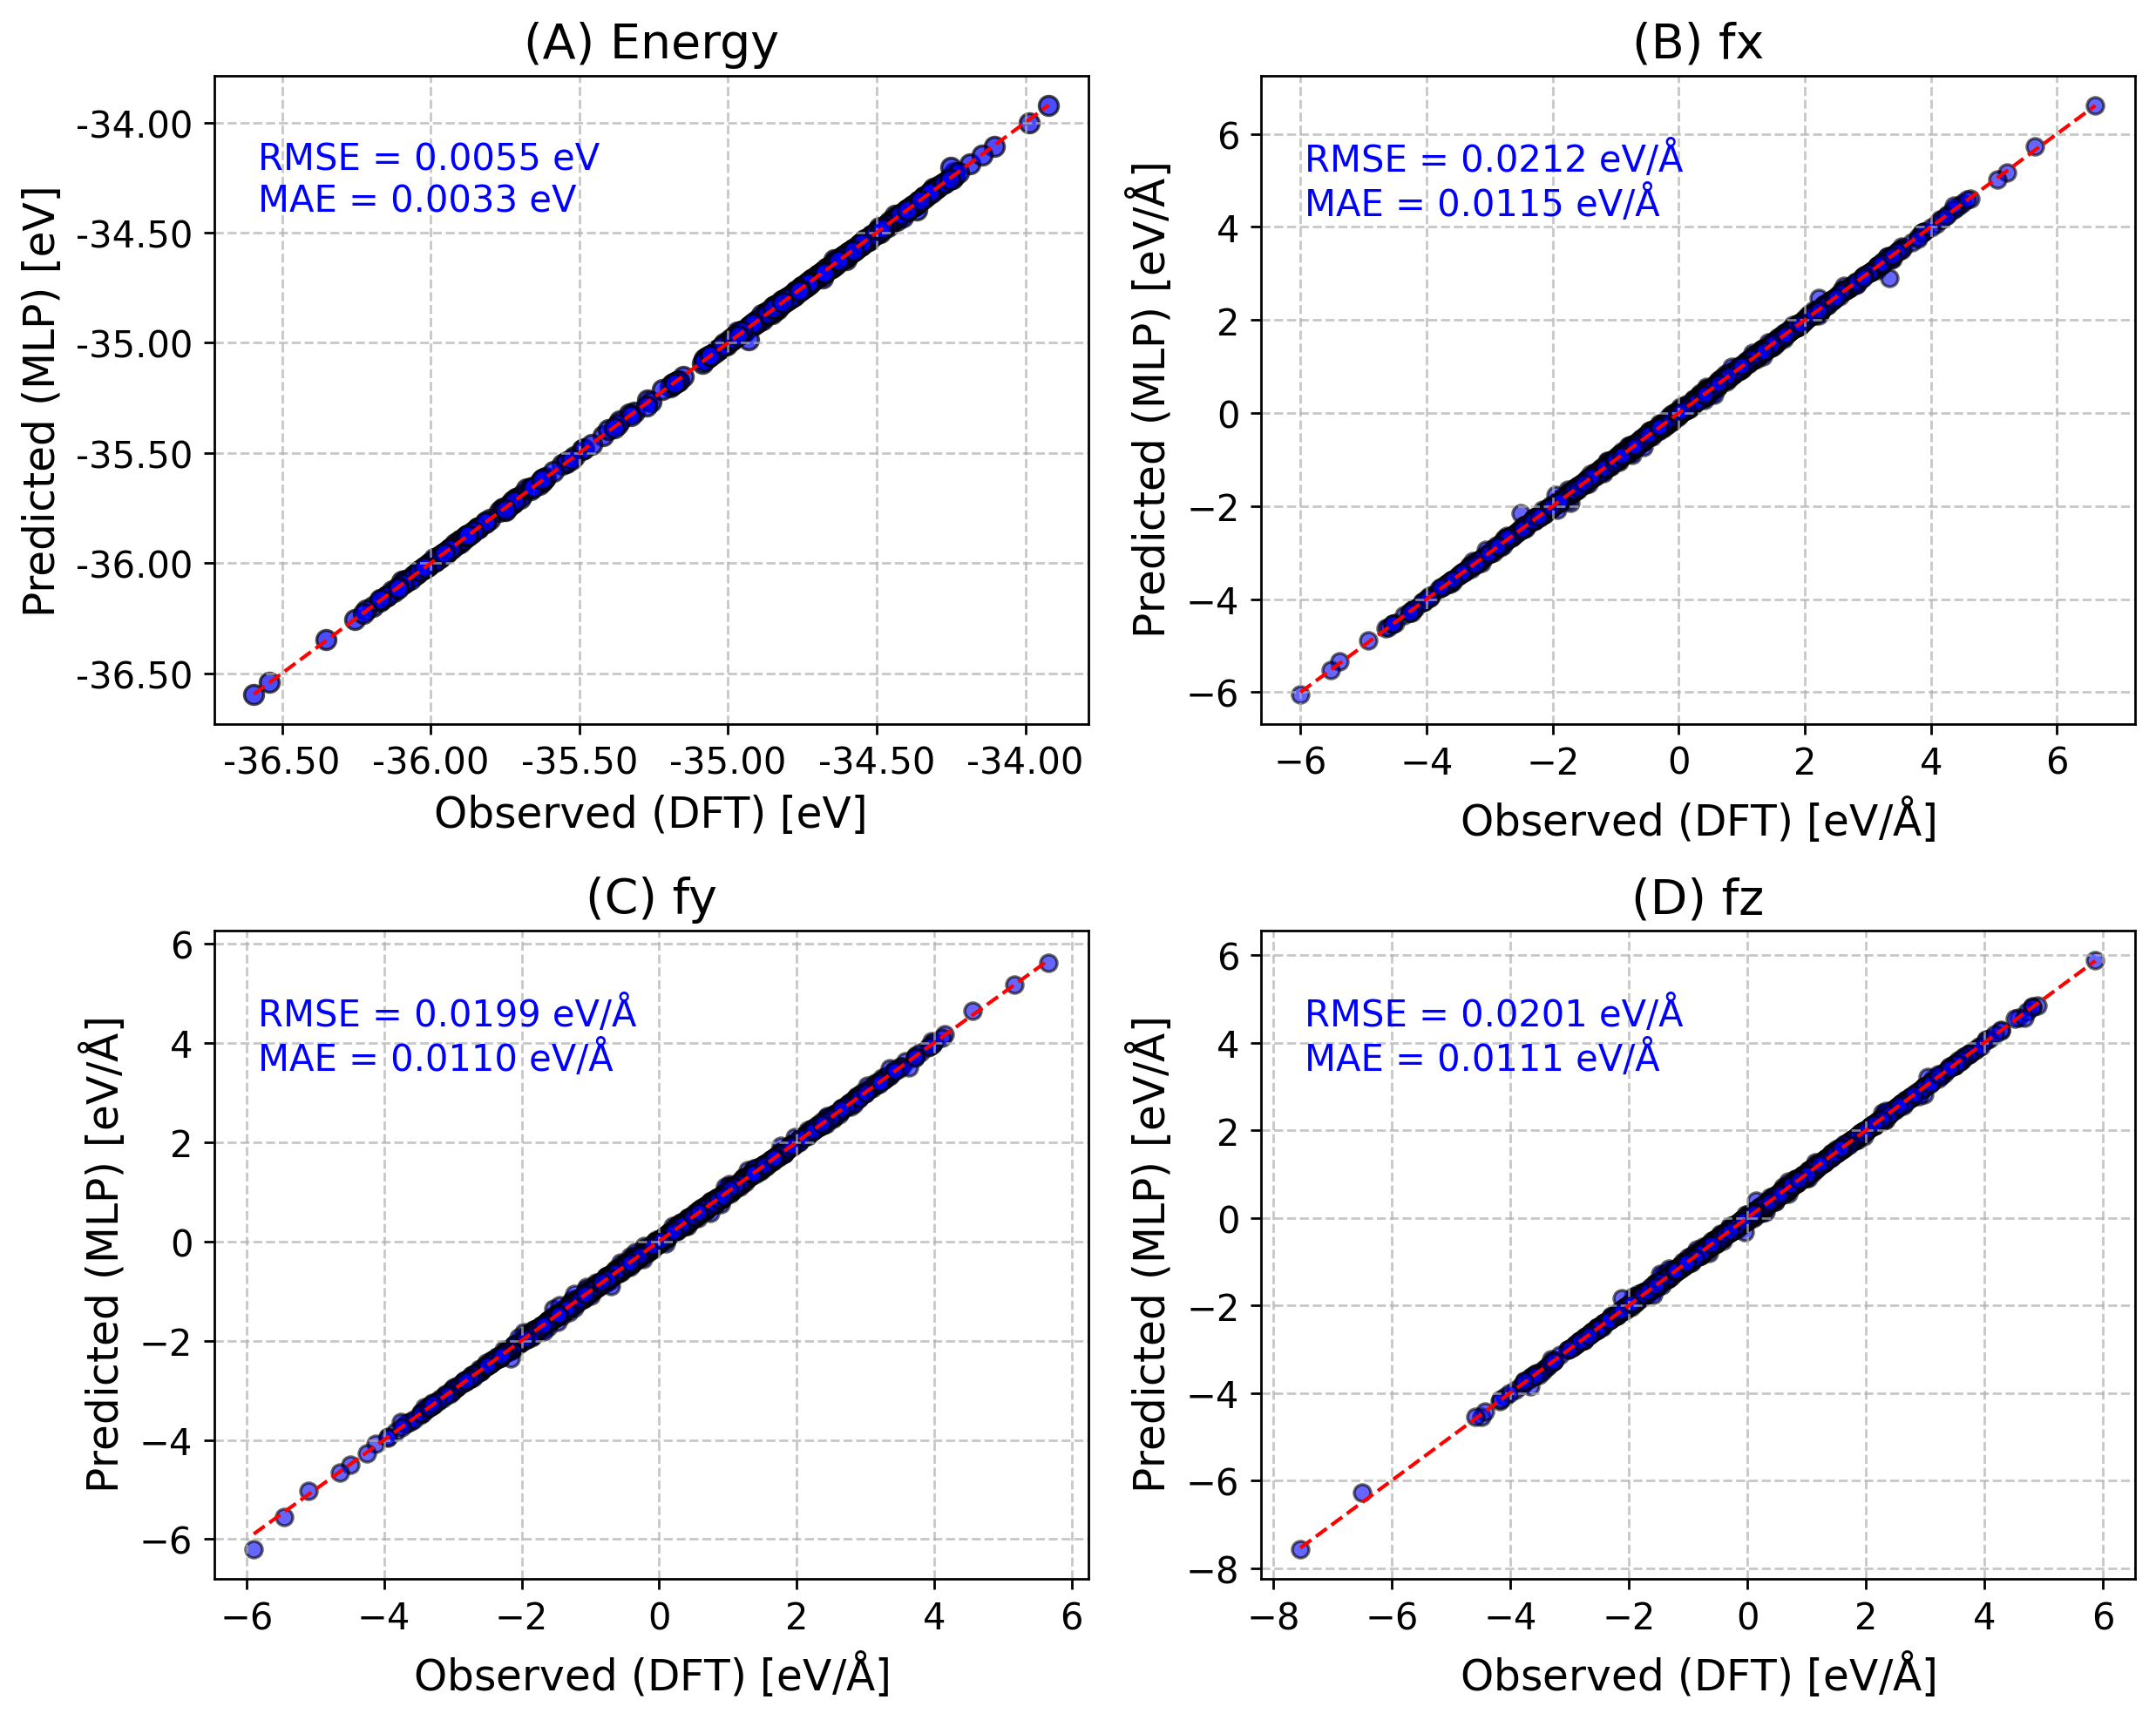 (A) Energy
RMSE = 0.0055 eV
MAE = 0.0033 eV
Predicted (MLP) [eV]
-34.00
-34.50
-35.00
-35.50
-36.00
-36.50
-36.50 -36.00 -35.50 -35.00 -34.50 -34.00
Observed (DFT) [eV]
(B) fx
RMSE = 0.0212 eV/Å
MAE = 0.0115 eV/Å
Predicted (MLP) [eV/Å]
6
4
2
0
−2
−4
−6
−6 −4 −2 0 2 4 6
Observed (DFT) [eV/Å]
(C) fy
RMSE = 0.0199 eV/Å
MAE = 0.0110 eV/Å
Predicted (MLP) [eV/Å]
6
4
2
0
−2
−4
−6
−6 −4 −2 0 2 4 6
Observed (DFT) [eV/Å]
(D) fz
RMSE = 0.0201 eV/Å
MAE = 0.0111 eV/Å
Predicted (MLP) [eV/Å]
6
4
2
0
−2
−4
−6
−8
−8 −6 −4 −2 0 2 4 6
Observed (DFT) [eV/Å]